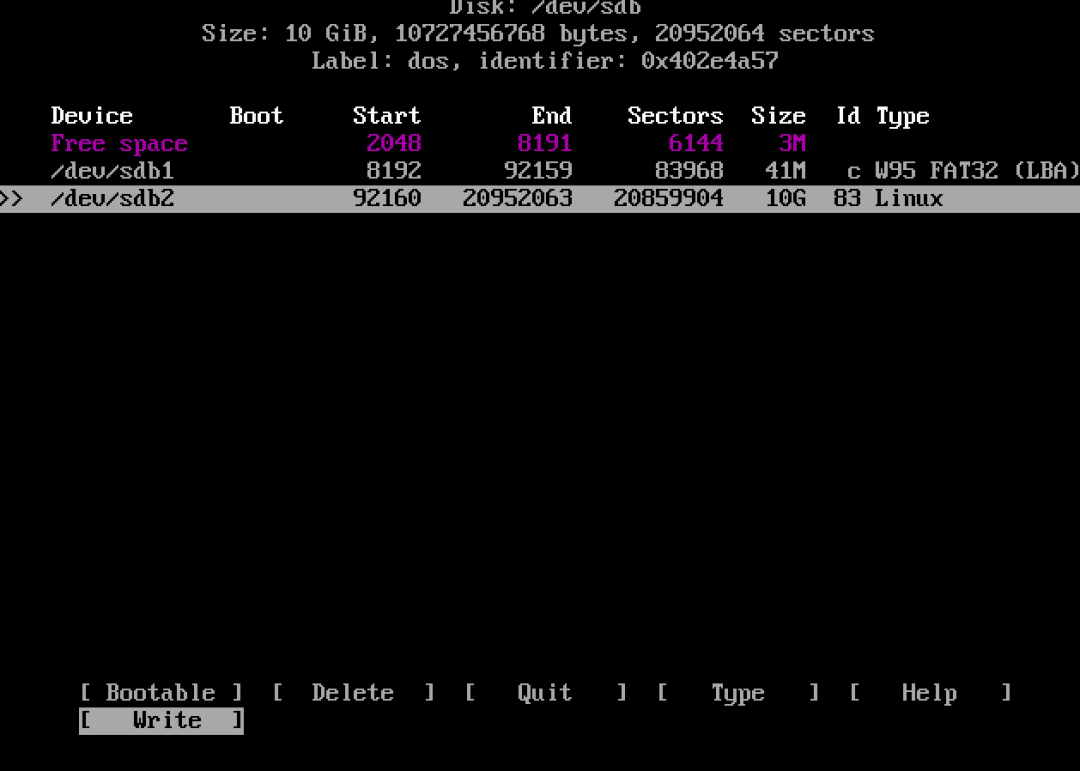 Disk: /dev/sdb
Size: 10 GiB, 10727456768 bytes, 20952064 sectors
Label: dos, identifier: 0x402e4a57
Device Boot Start End Sectors Size Id Type
Free space 2048 8191 6144 3M
/dev/sdb1 8192 92159 83968 41M c W95 FAT32 (LBA)
>> /dev/sdb2 92160 20952063 20859904 10G 83 Linux
[ Bootable ] [ Delete ] [ Quit ] [ Type ] [ Help ]
[ Write ]